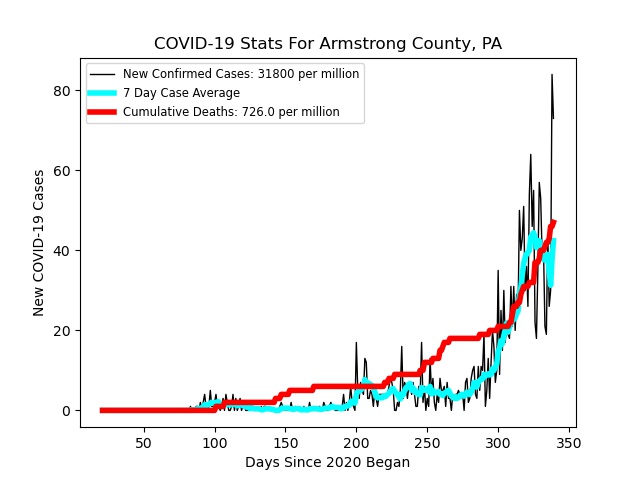 COVID-19 Stats For Armstrong County, PA
New Confirmed Cases: 31800 per million
7 Day Case Average
Cumulative Deaths: 726.0 per million
New COVID-19 Cases
80
60
40
20
0
50
100
150
200
250
300
350
Days Since 2020 Began